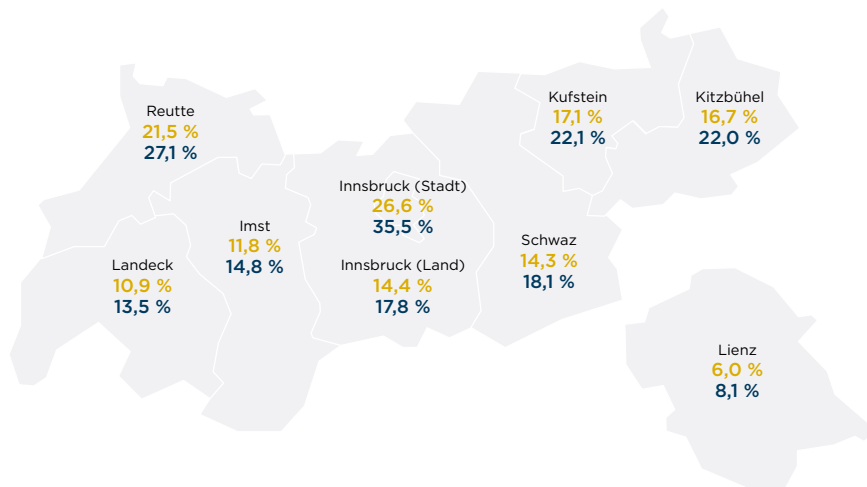 Reutte
21,5 %
27,1 %
Kufstein
17,1 %
22,1 %
Kitzbühel
16,7 %
22,0 %
Innsbruck (Stadt)
26,6 %
35,5 %
Imst
11,8 %
14,8 %
Landeck
10,9 %
13,5 %
Innsbruck (Land)
14,4 %
17,8 %
Schwaz
14,3 %
18,1 %
Lienz
6,0 %
8,1 %